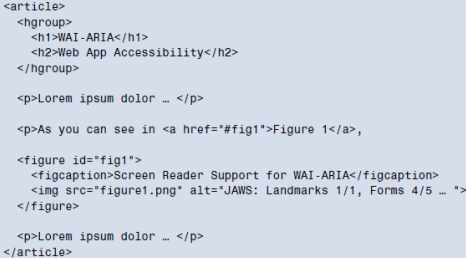 <article>
<hgroup>
<h1>WAI-ARIA</h1>
<h2>Web App Accessibility</h2>
</hgroup>
<p>Lorem ipsum dolor … </p>
<p>As you can see in <a href="#fig1">Figure 1</a>,
<figure id="fig1">
<figcaption>Screen Reader Support for WAI-ARIA</figcaption>
<img src="figure1.png" alt="JAWS: Landmarks 1/1, Forms 4/5 … ">
</figure>
<p>Lorem ipsum dolor … </p>
</article>